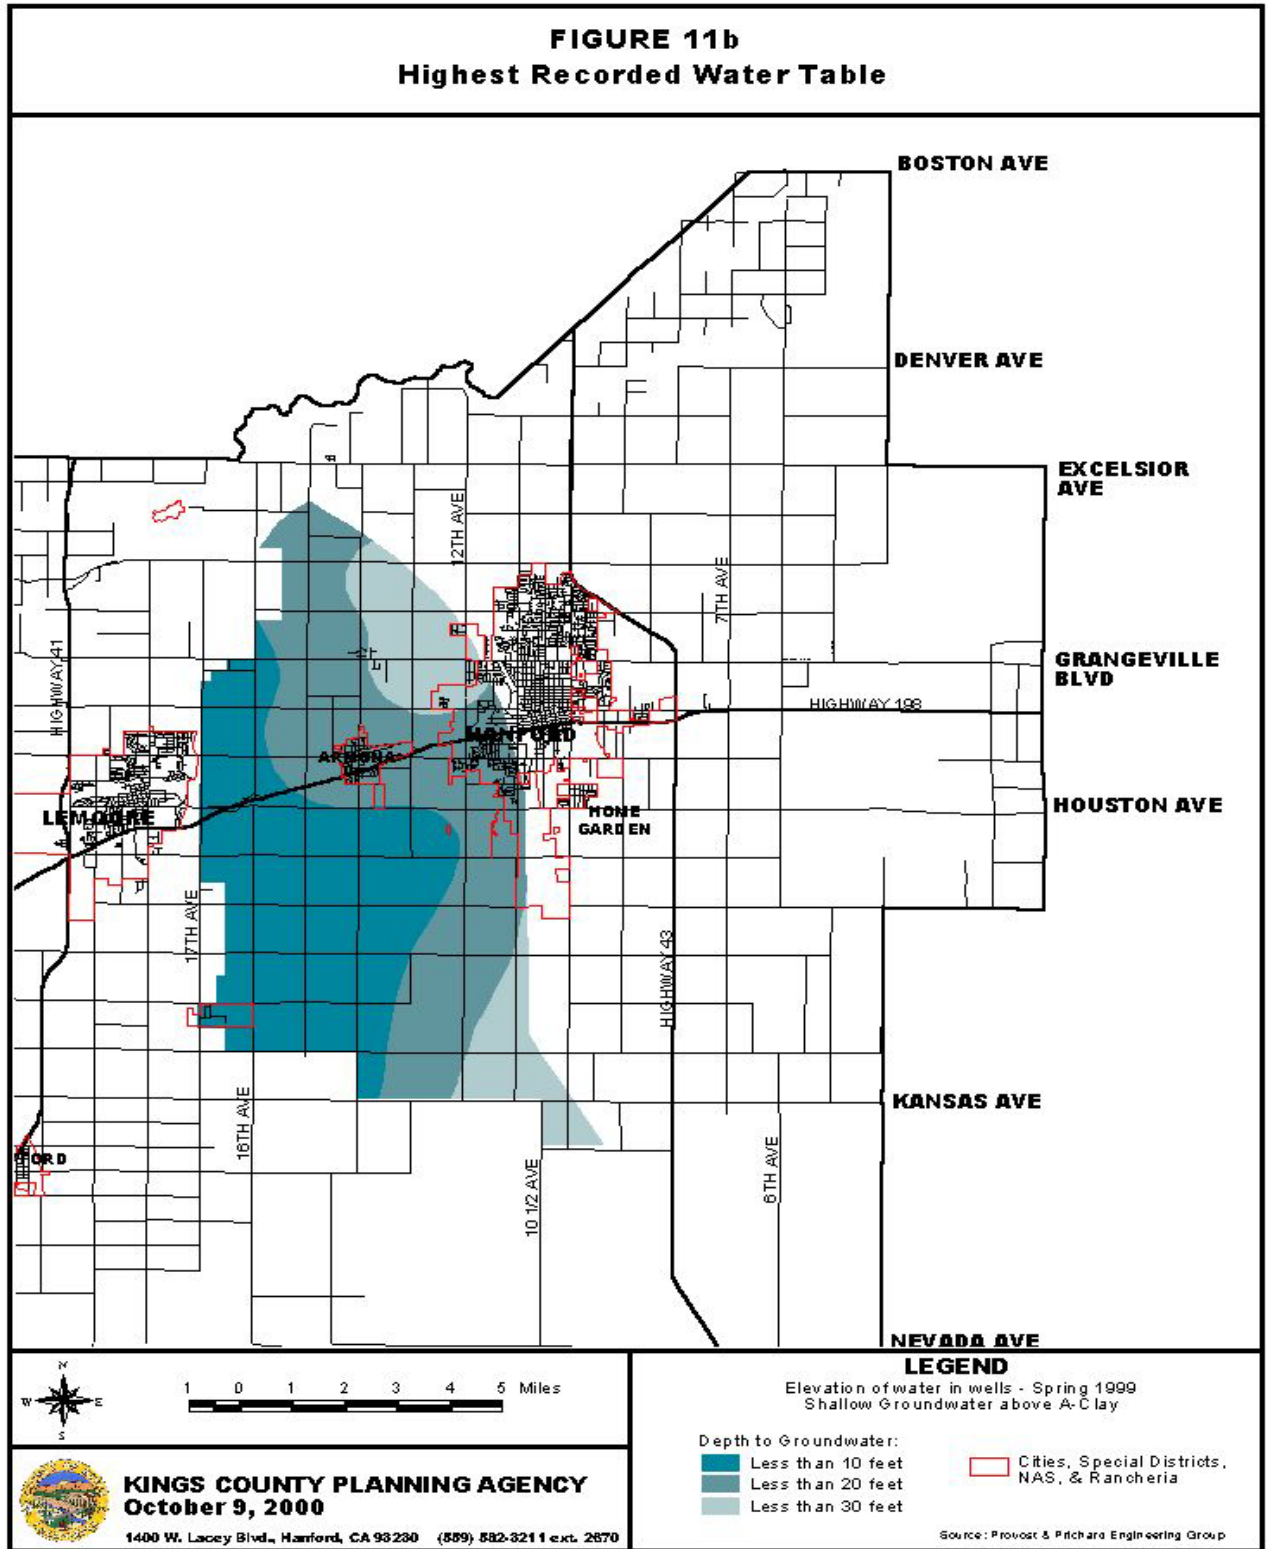 FIGURE 11b
Highest Recorded Water Table
BOSTON AVE
DENVER AVE
EXCELSIOR
AVE
12TH AVE
7TH AVE
HIGHWAY 41
GRANGEVILLE
BLVD
HIGHWAY 198
HANFORD
ARMONA
LEMOORE
HOME
GARDEN
HOUSTON AVE
17TH AVE
HIGHWAY 43
KANSAS AVE
16TH AVE
ORD
10 1/2 AVE
6TH AVE
NEVADA AVE
N
W
E
S
1 0 1 2 3 4 5 Miles
KINGS COUNTY PLANNING AGENCY
October 9, 2000
1400 W. Lacey Blvd., Hanford, CA 93230 (559) 582-3211 ext. 2670
LEGEND
Elevation of water in wells - Spring 1999
Shallow Groundwater above A-Clay
Depth to Groundwater:
Less than 10 feet
Less than 20 feet
Less than 30 feet
Cities, Special Districts,
NAS, & Rancheria
Source: Provost & Prichard Engineering Group